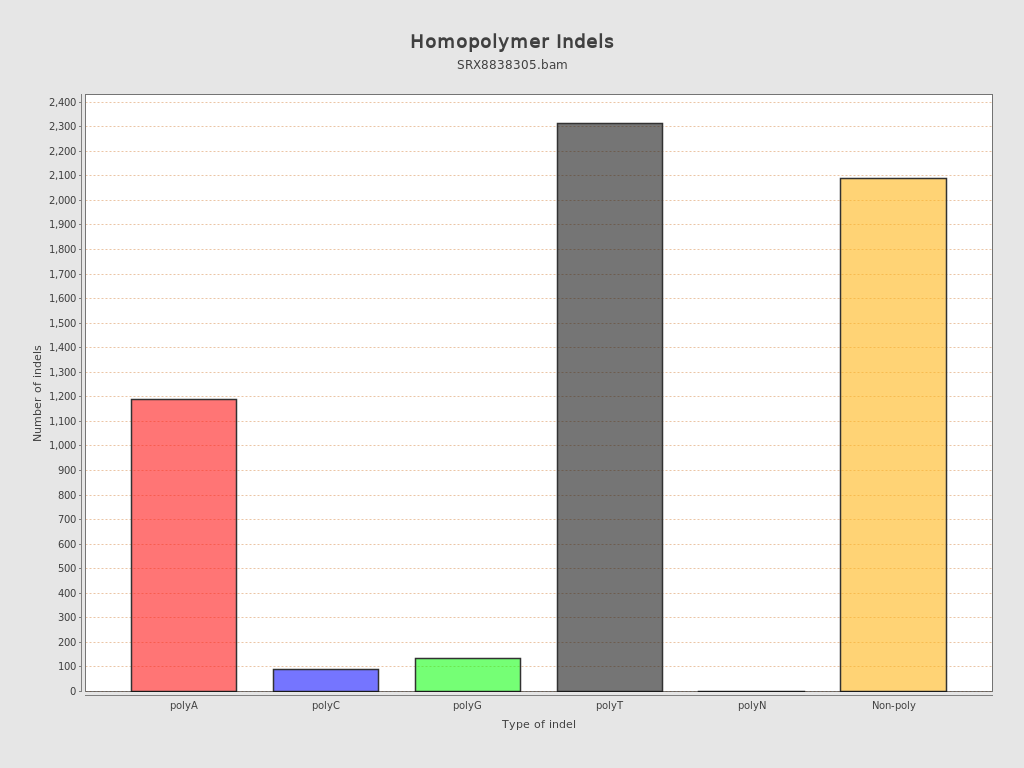 Homopolymer Indels
SRX8838305.bam
2,400
2,300
2,200
2,100
2,000
1,900
1,800
1,700
1,600
1,500
1,400
1,300
1,200
1,100
1,000
900
800
700
600
500
400
300
200
100
0
Number of indels
polyA
polyC
polyG
polyT
polyN
Non-poly
Type of indel